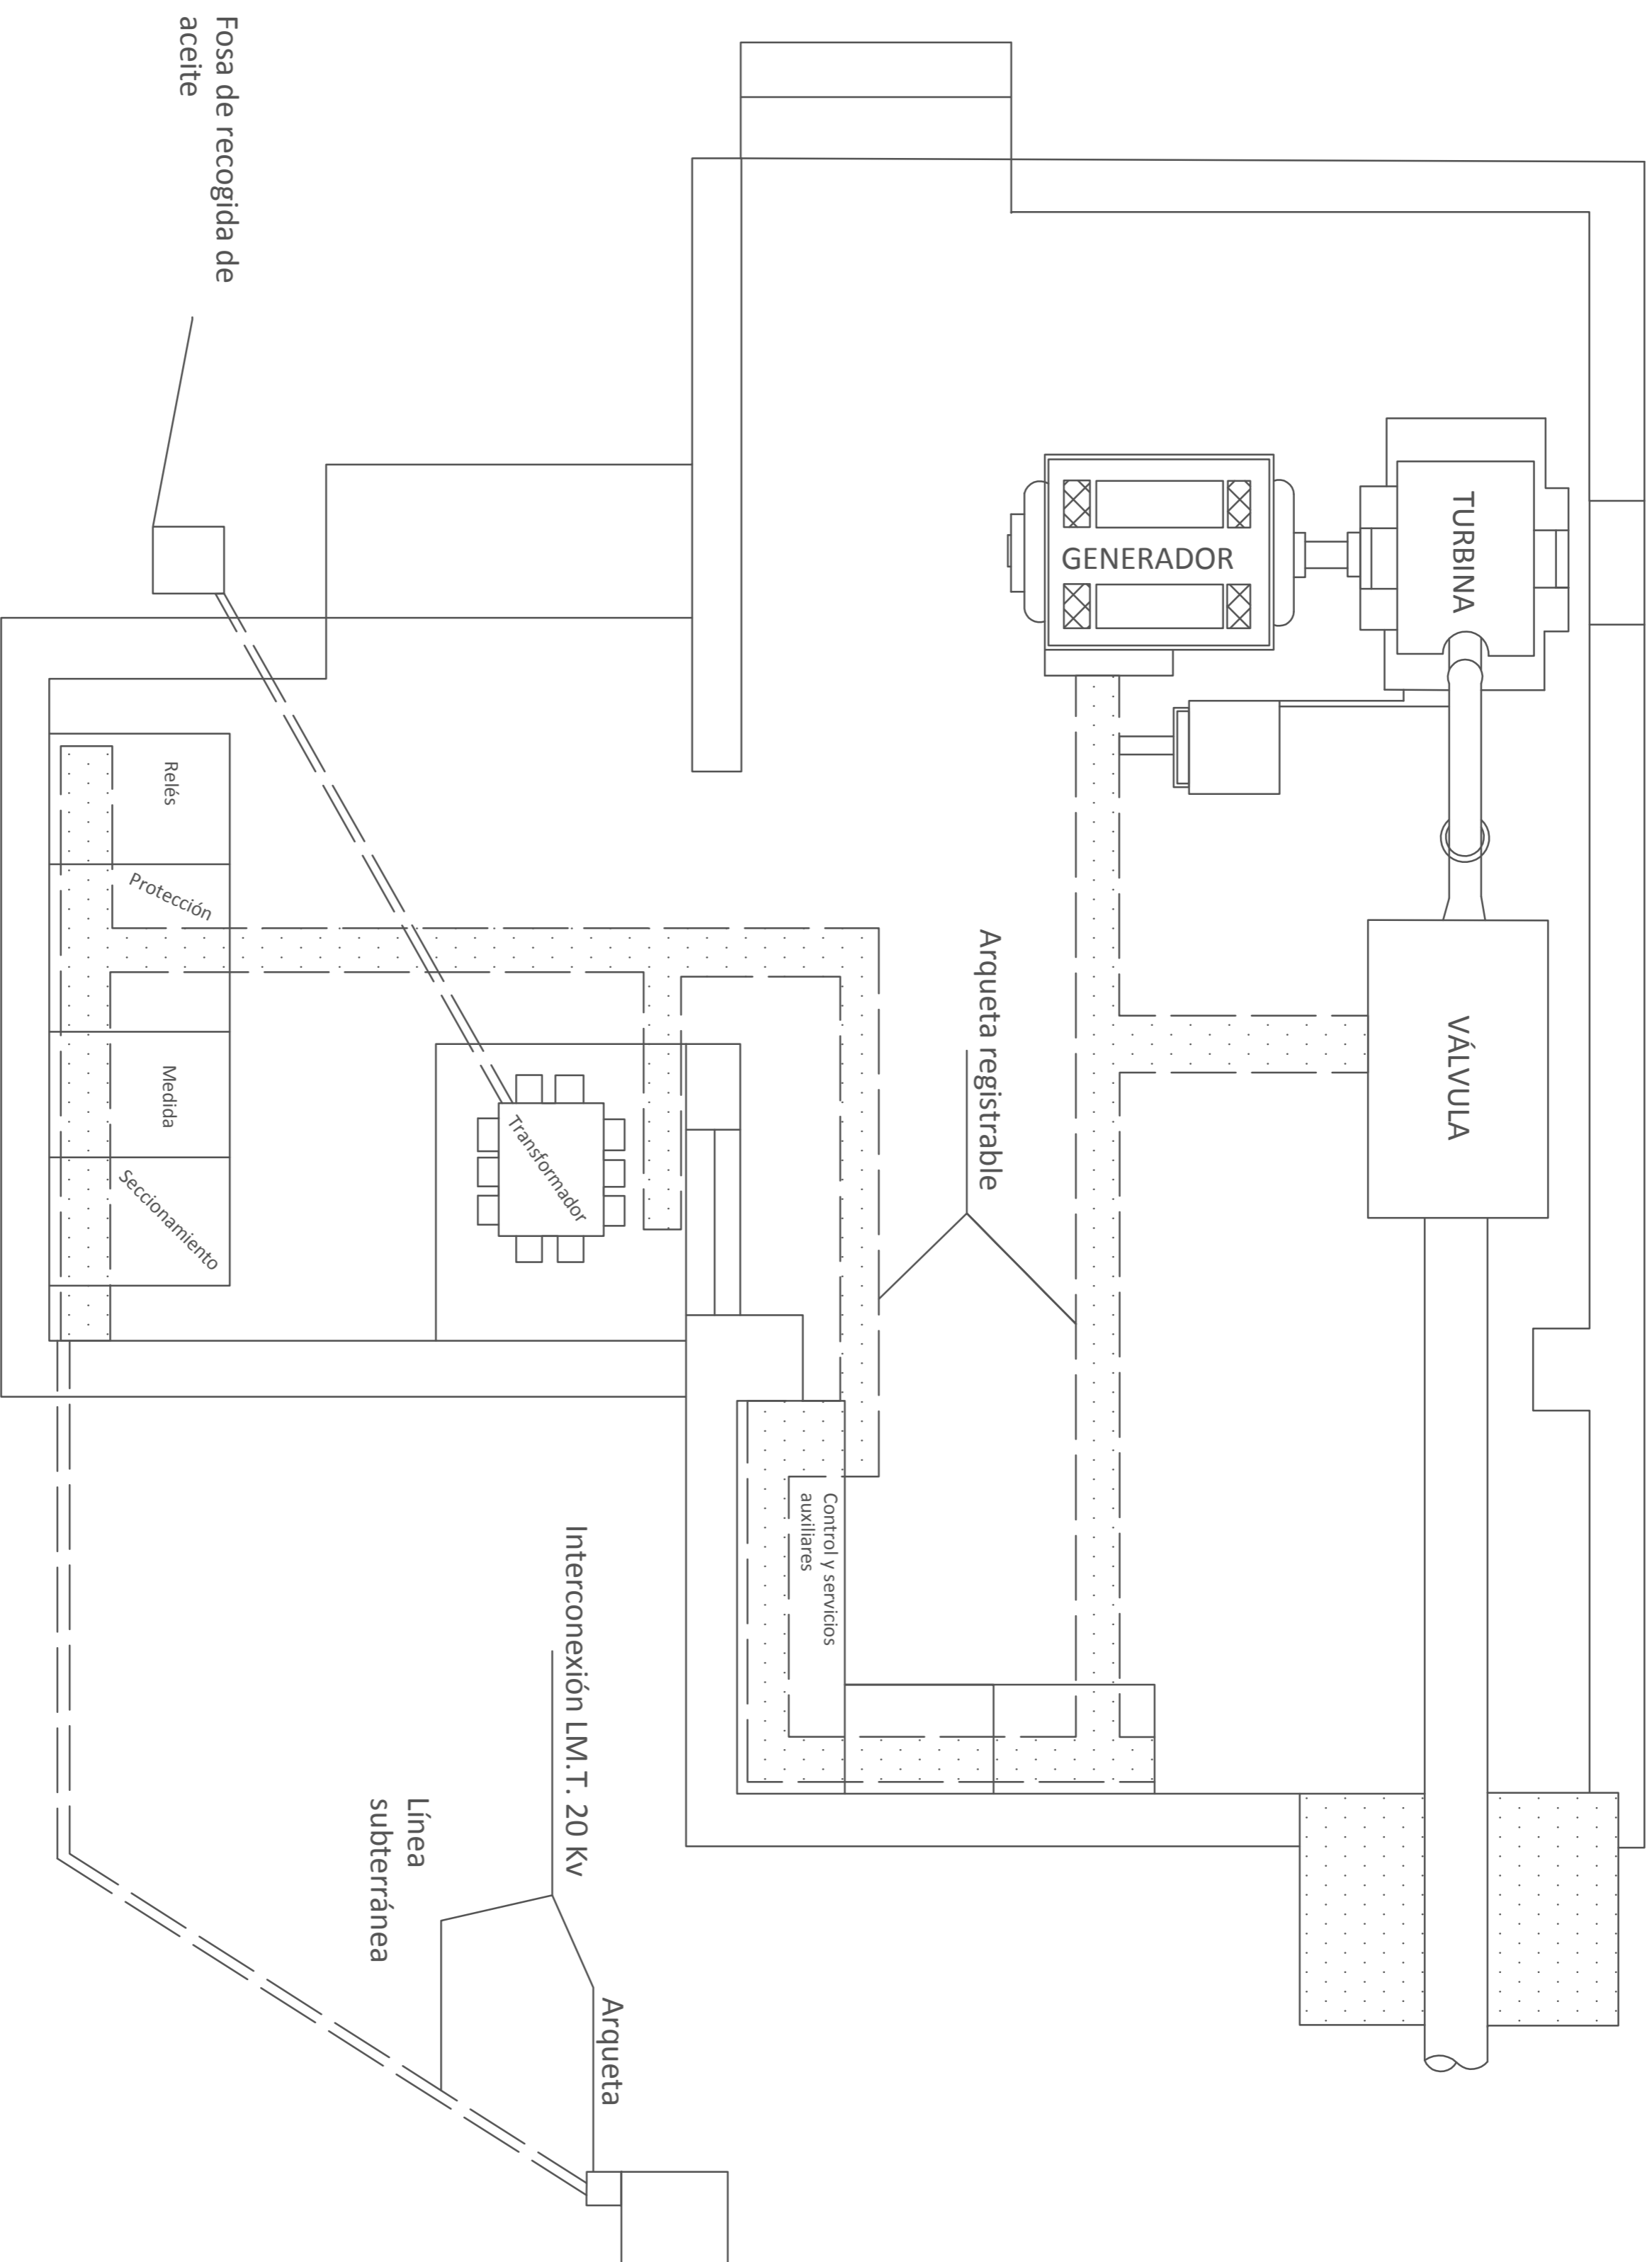 Fosa de recogida de
aceite
TURBINA
GENERADOR
VÁLVULA
Arqueta registrable
Relés
Protección
Medida
Seccionamiento
Transformador
Control y servicios
auxiliares
Interconexión LM.T. 20 Kv
Línea
subterránea
Arqueta